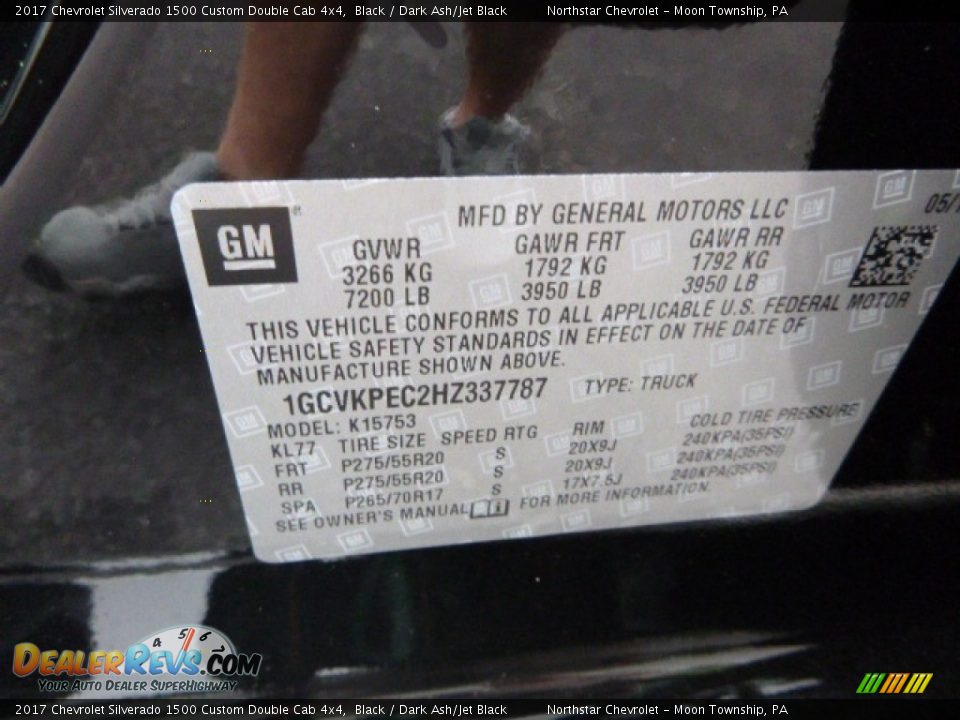 2017 Chevrolet Silverado 1500 Custom Double Cab 4x4, Black / Dark Ash/Jet Black Northstar Chevrolet - Moon Township, PA
GM
MFD BY GENERAL MOTORS LLC
GVWR GAWR FRT GAWR RR
3266 KG 1792 KG 1792 KG
7200 LB 3950 LB 3950 LB
THIS VEHICLE CONFORMS TO ALL APPLICABLE U.S. FEDERAL MOTOR
VEHICLE SAFETY STANDARDS IN EFFECT ON THE DATE OF
MANUFACTURE SHOWN ABOVE.
1GCVKPEC2HZ337787 TYPE: TRUCK
MODEL: K15753
KL77 TIRE SIZE SPEED RTG RIM COLD TIRE PRESSURE
FRT P275/55R20 S 20X9J 240KPA(35PSI)
RR P275/55R20 S 20X9J 240KPA(35PSI)
SPA P265/70R17 S 17X7.5J 240KPA(35PSI)
SEE OWNER'S MANUAL FOR MORE INFORMATION.
4 5 6
DEALERREVS.COM
YOUR AUTO DEALER SUPERHIGHWAY
2017 Chevrolet Silverado 1500 Custom Double Cab 4x4, Black / Dark Ash/Jet Black Northstar Chevrolet - Moon Township, PA